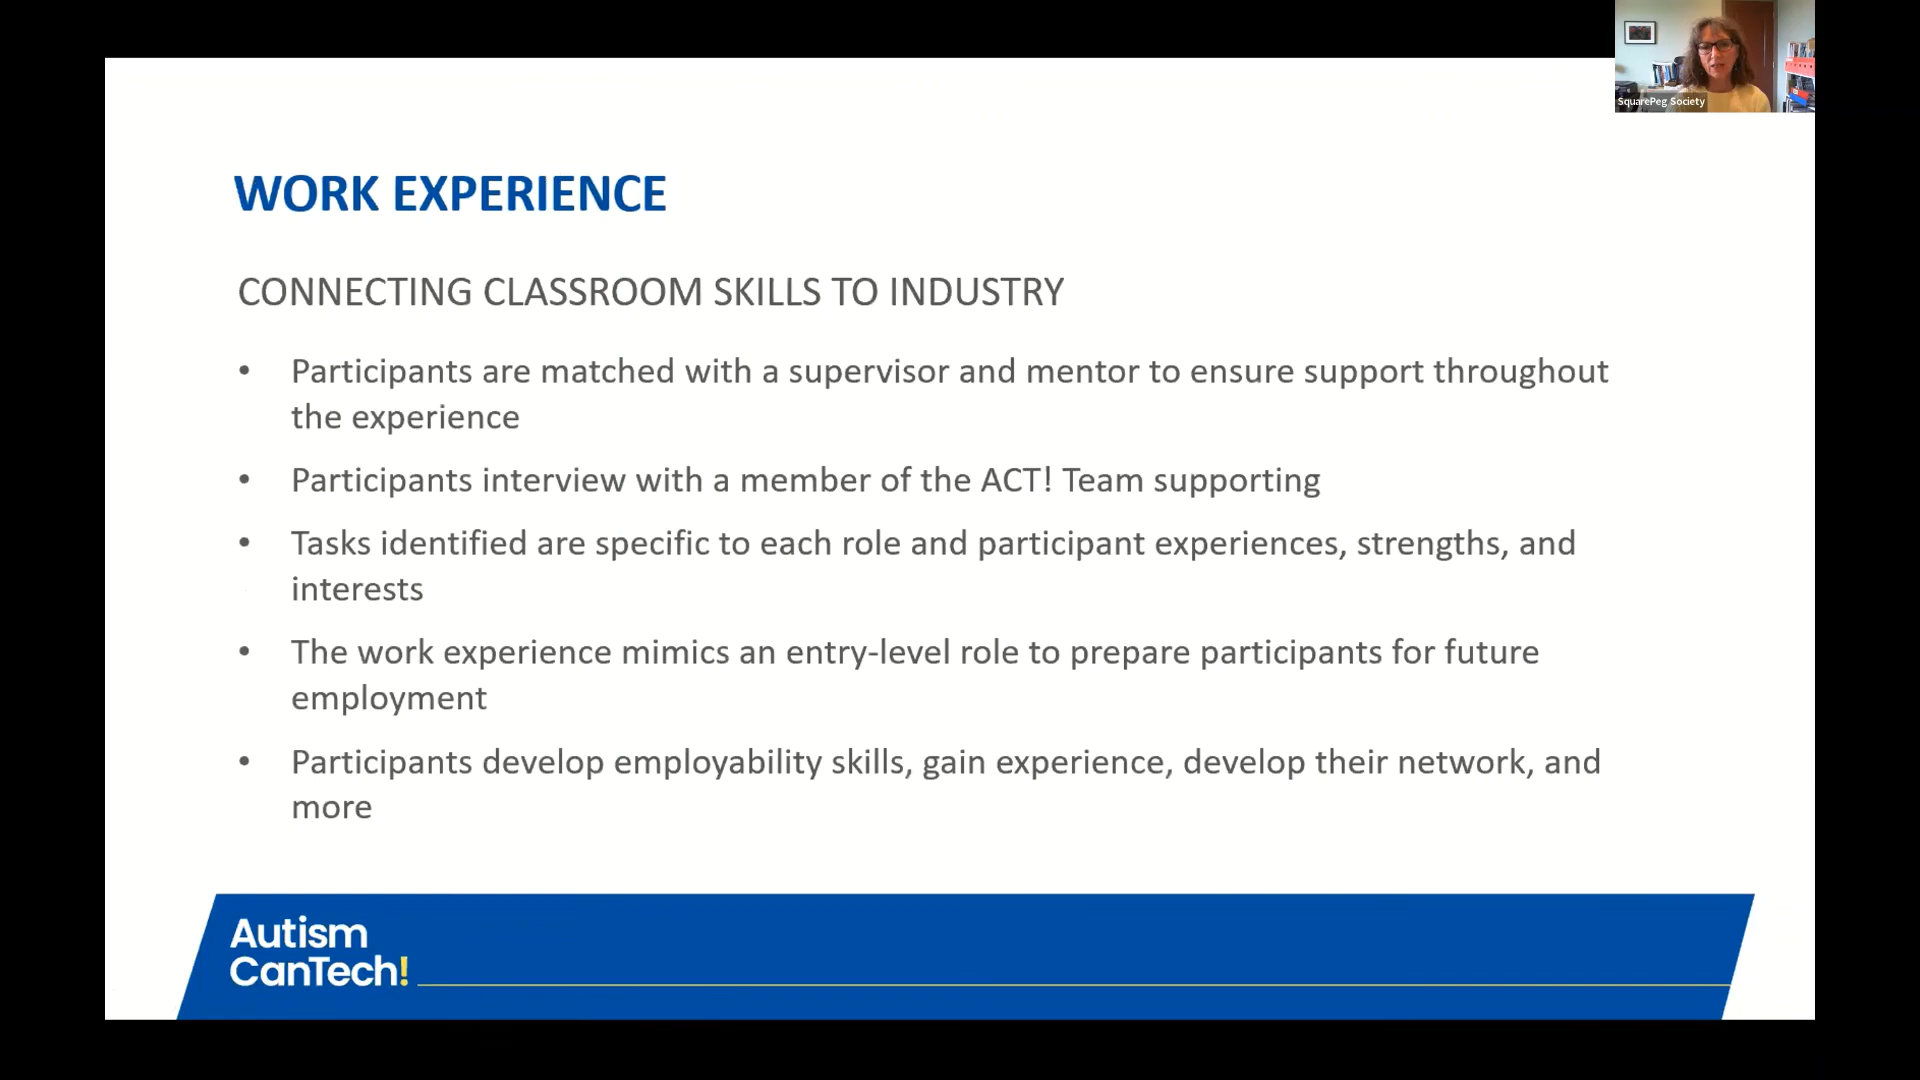 SquarePeg Society
WORK EXPERIENCE
CONNECTING CLASSROOM SKILLS TO INDUSTRY
• Participants are matched with a supervisor and mentor to ensure support throughout
the experience
• Participants interview with a member of the ACT! Team supporting
• Tasks identified are specific to each role and participant experiences, strengths, and
interests
• The work experience mimics an entry-level role to prepare participants for future
employment
• Participants develop employability skills, gain experience, develop their network, and
more
Autism
CanTech!